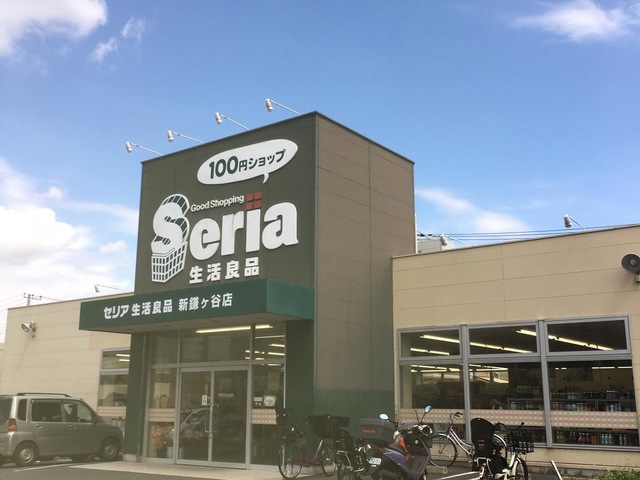 100円ショップ
Good Shopping
Seria
生活良品
セリア 生活良品 新鎌ヶ谷店